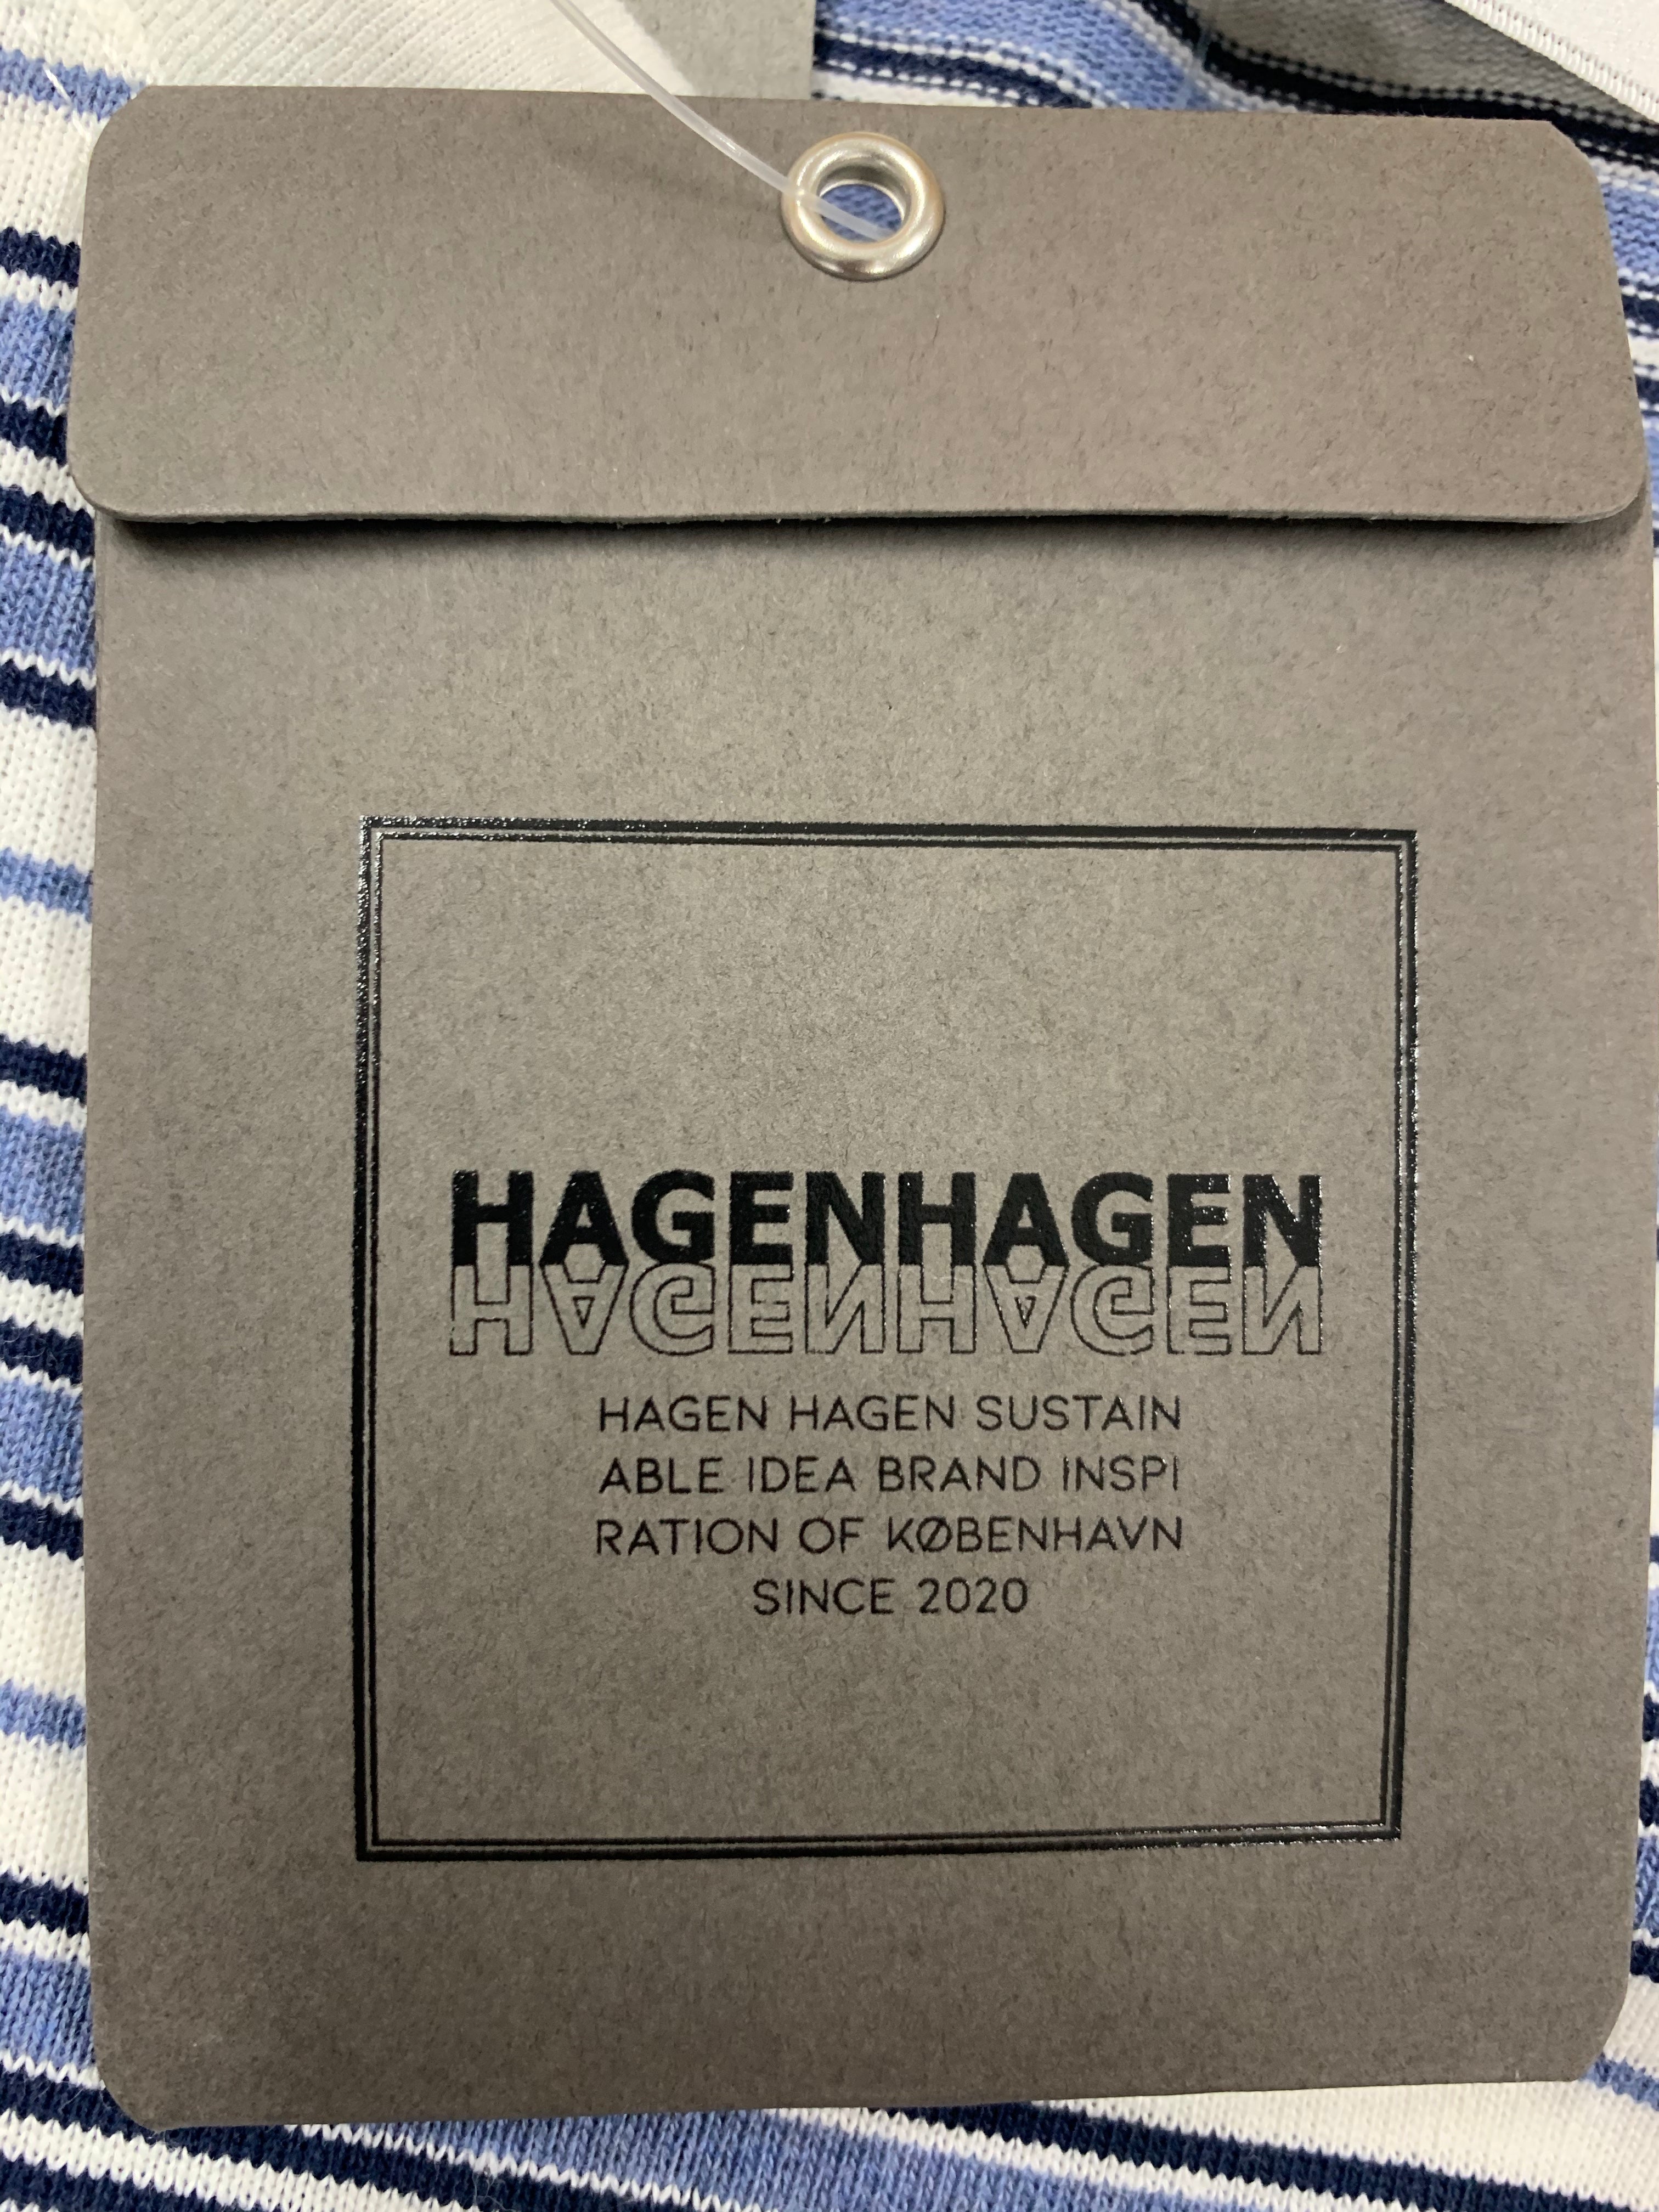 HAGENHAGEN
HAGENHAGEN
HAGEN HAGEN SUSTAIN
ABLE IDEA BRAND INSPI
RATION OF KØBENHAVN
SINCE 2020